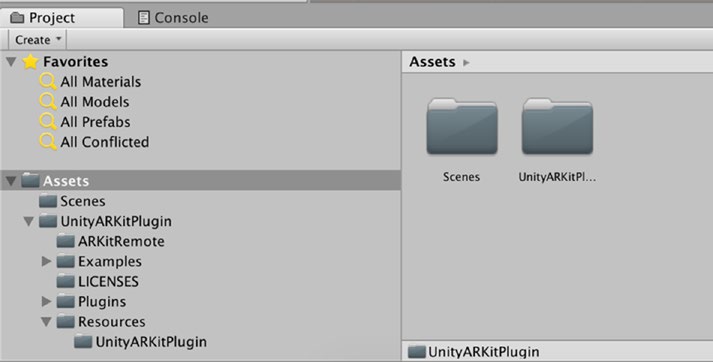 Project
Console
Create
Favorites
All Materials
All Models
All Prefabs
All Conflicted
Assets
Scenes
UnityARKitPlugin
ARKitRemote
Examples
LICENSES
Plugins
Resources
UnityARKitPlugin
Assets
Scenes
UnityARKitPl...
UnityARKitPlugin